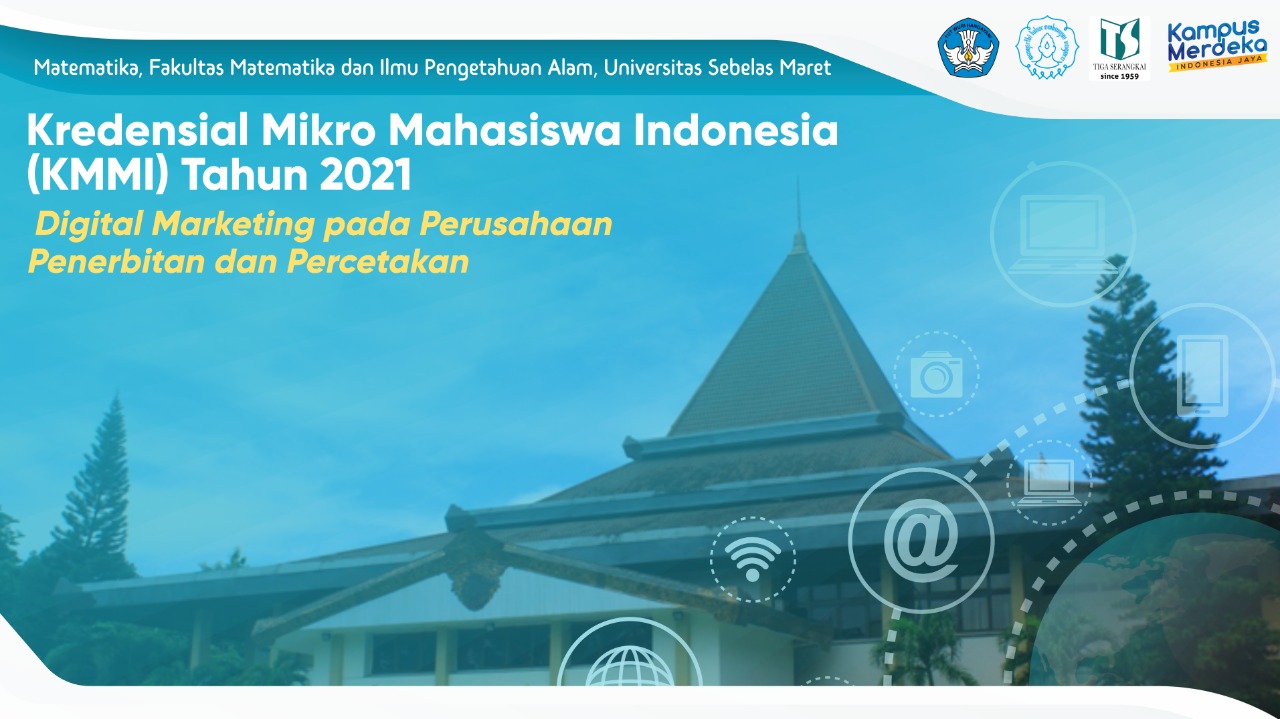 Matematika, Fakultas Matematika dan Ilmu Pengetahuan Alam, Universitas Sebelas Maret
TS
TIGA SERANGKAI
since 1959
Kampus
Merdeka
INDONESIA JAYA
Kredensial Mikro Mahasiswa Indonesia
(KMMI) Tahun 2021
Digital Marketing pada Perusahaan
Penerbitan dan Percetakan
@